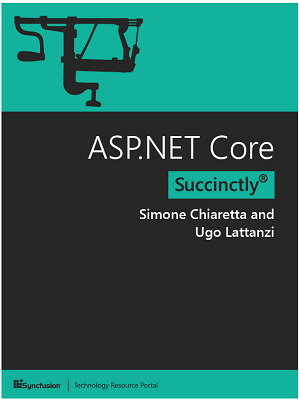 ASP.NET Core
Succinctly®
Simone Chiaretta and
Ugo Lattanzi
Syncfusion | Technology Resource Portal